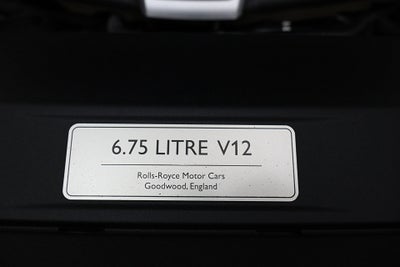 6.75 LITRE V12
Rolls-Royce Motor Cars
Goodwood, England